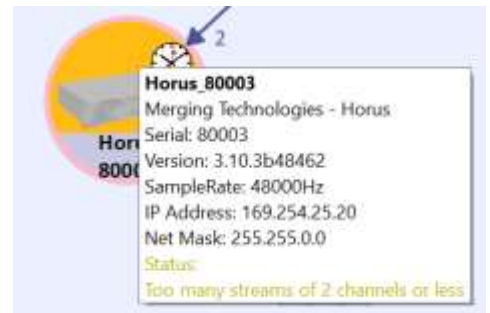 2
Horus_80003
Merging Technologies - Horus
Serial: 80003
Version: 3.10.3b48462
SampleRate: 48000Hz
IP Address: 169.254.25.20
Net Mask: 255.255.0.0
Status:
Too many streams of 2 channels or less